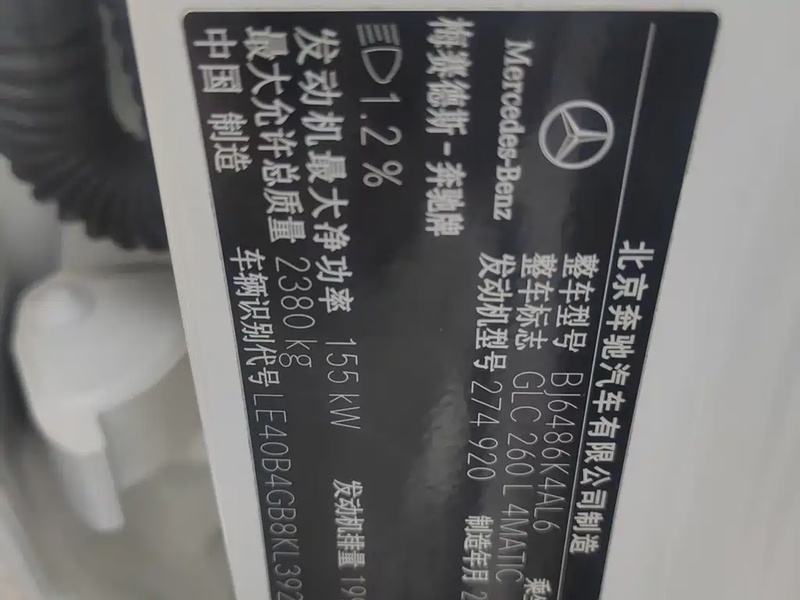 北京奔驰汽车有限公司制造
Mercedes-Benz
梅赛德斯-奔驰牌
整车型号 BJ6486K4AL6
整车标志 GLC 260 L 4MATIC
发动机型号 274 920
制造年月 2
1.2 %
发动机最大净功率 155 kW
发动机排量 19
最大允许总质量 2380 kg
中国 制造
车辆识别代号 LE40B4GB8KL392